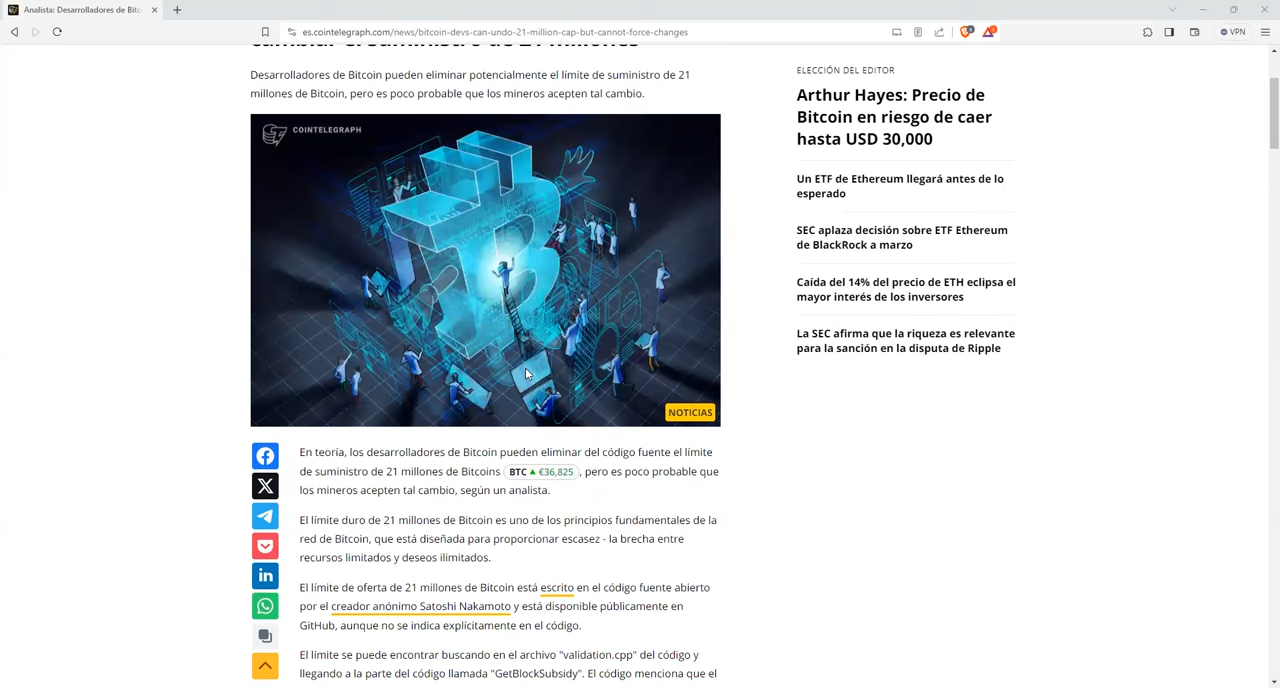 Analista: Desarrolladores de Bitc
es.cointelegraph.com/news/bitcoin-devs-can-undo-21-million-cap-but-cannot-force-changes
VPN
cambiar el suministro de 21 millones
Desarrolladores de Bitcoin pueden eliminar potencialmente el límite de suministro de 21
millones de Bitcoin, pero es poco probable que los mineros acepten tal cambio.
COINTELEGRAPH
NOTICIAS
En teoría, los desarrolladores de Bitcoin pueden eliminar del código fuente el límite
de suministro de 21 millones de Bitcoins BTC ▲ €36,825, pero es poco probable que
los mineros acepten tal cambio, según un analista.
El límite duro de 21 millones de Bitcoin es uno de los principios fundamentales de la
red de Bitcoin, que está diseñada para proporcionar escasez - la brecha entre
recursos limitados y deseos ilimitados.
El límite de oferta de 21 millones de Bitcoin está escrito en el código fuente abierto
por el creador anónimo Satoshi Nakamoto y está disponible públicamente en
GitHub, aunque no se indica explícitamente en el código.
El límite se puede encontrar buscando en el archivo "validation.cpp" del código y
llegando a la parte del código llamada "GetBlockSubsidy". El código menciona que el
ELECCIÓN DEL EDITOR
Arthur Hayes: Precio de
Bitcoin en riesgo de caer
hasta USD 30,000
Un ETF de Ethereum llegará antes de lo
esperado
SEC aplaza decisión sobre ETF Ethereum
de BlackRock a marzo
Caída del 14% del precio de ETH eclipsa el
mayor interés de los inversores
La SEC afirma que la riqueza es relevante
para la sanción en la disputa de Ripple